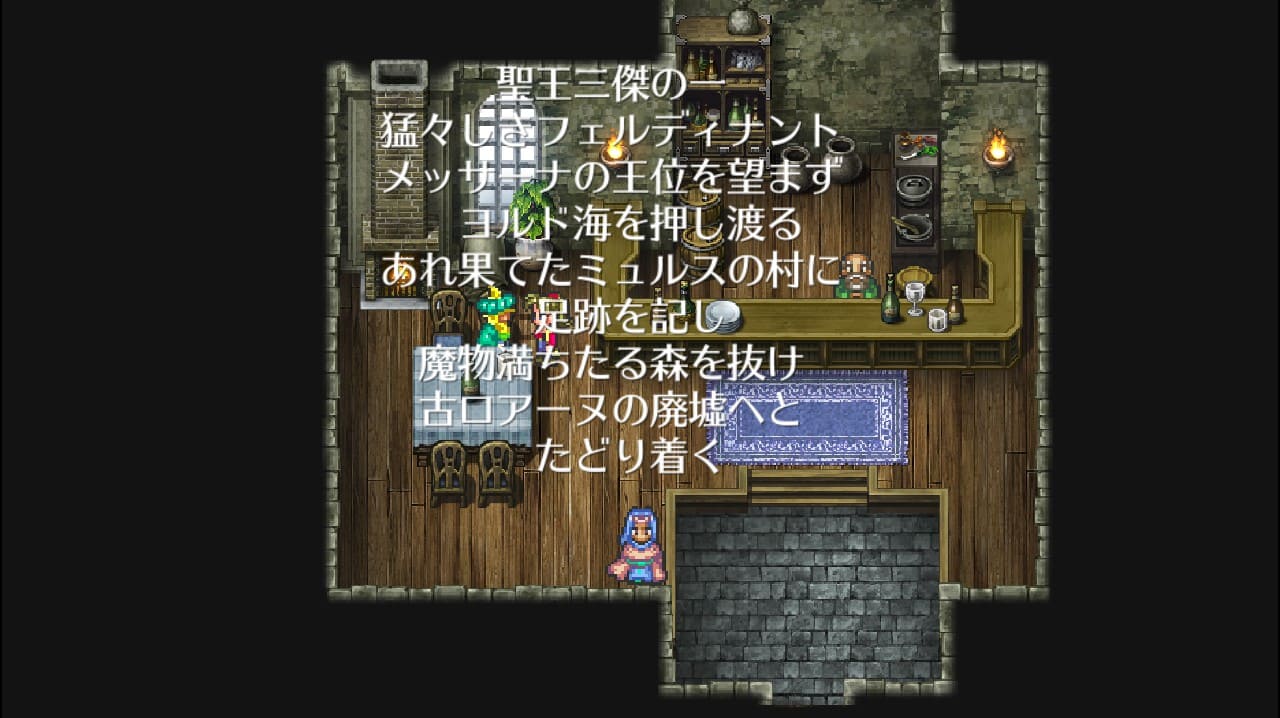 聖王三傑の一
猛々しきフェルディナント
メッサーナの王位を望まず
ヨルド海を押し渡る
あれ果てたミュルスの村に
足跡を記し
魔物満ちたる森を抜け
古ロアーヌの廃墟へと
たどり着く